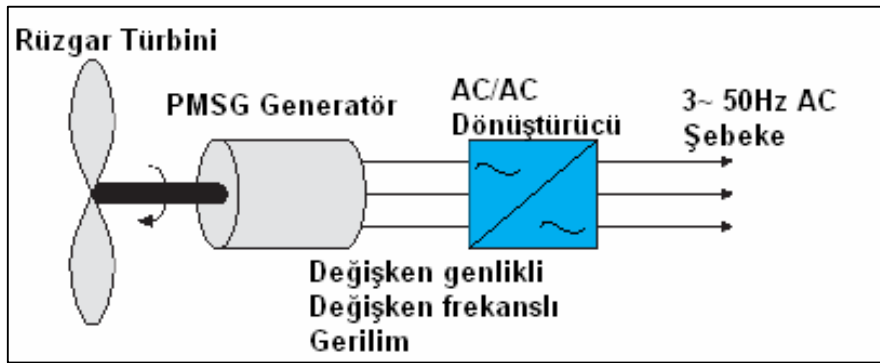 Rüzgar Türbini
PMSG Generatör
AC/AC
Dönüştürücü
3~ 50Hz AC
Şebeke
Değişken genlikli
Değişken frekanslı
Gerilim